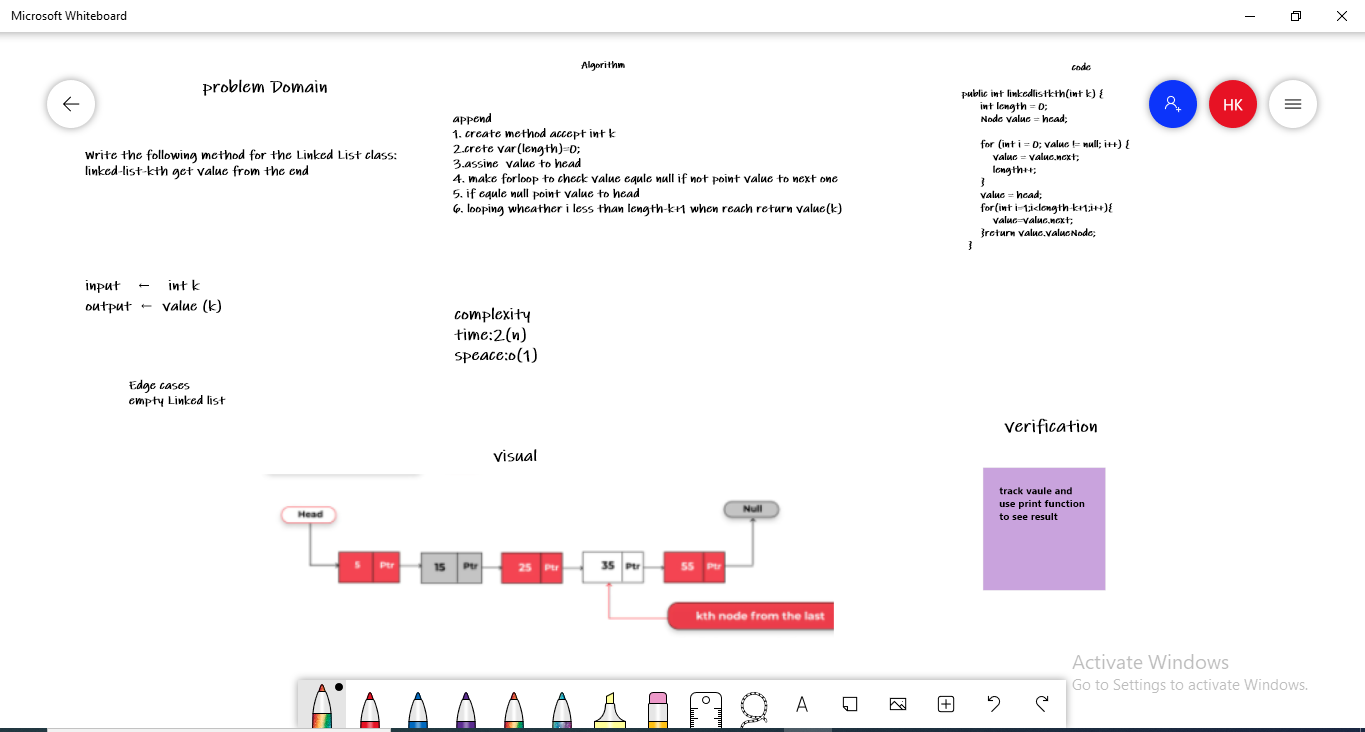 Microsoft Whiteboard
problem Domain
Write the following method for the Linked List class:
linked-list-kth get value from the end
input ← int k
output ← value (k)
Edge cases
empty Linked list
Algorithm
append
1. create method accept int k
2.crete var(length)=0;
3.assine value to head
4. make forloop to check value equle null if not point value to next one
5. if equle null point value to head
6. looping wheather i less than length-k+1 when reach return value(k)
complexity
time:2(n)
speace:o(1)
code
public int linkedlistkth(int k) {
int length = 0;
Node value = head;
for (int i = 0; value != null; i++) {
value = value.next;
length++;
}
value = head;
for(int i=1;i<length-k+1;i++){
value=value.next;
}return value.valueNode;
}
HK
visual
Head
Null
5 Ptr 15 Ptr 25 Ptr 35 Ptr 55 Ptr
kth node from the last
verification
track vaule and
use print function
to see result
Activate Windows
Go to Settings to activate Windows.
A